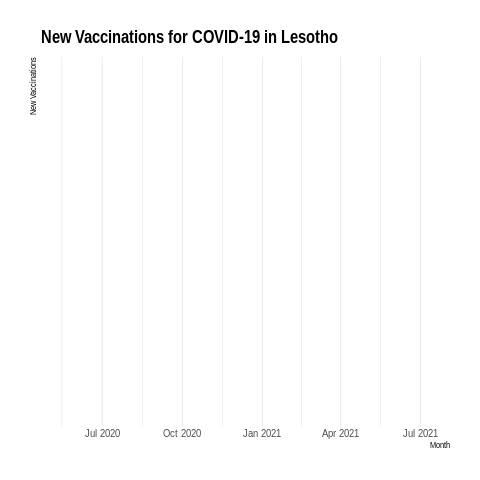 New Vaccinations for COVID-19 in Lesotho
New Vaccinations
Jul 2020
Oct 2020
Jan 2021
Apr 2021
Jul 2021
Month